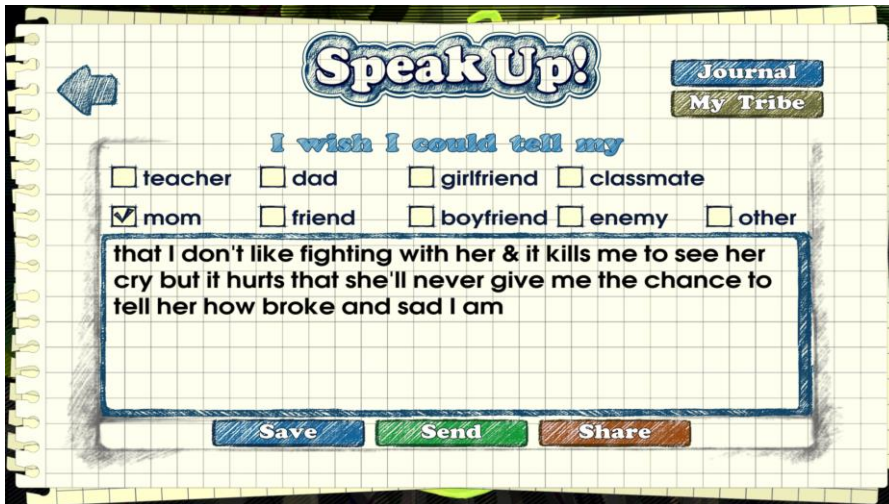 Speak Up!
Journal
My Tribe
I wish I could tell my
teacher dad girlfriend classmate
mom friend boyfriend enemy other
that I don't like fighting with her & it kills me to see her
cry but it hurts that she'll never give me the chance to
tell her how broke and sad I am
Save Send Share